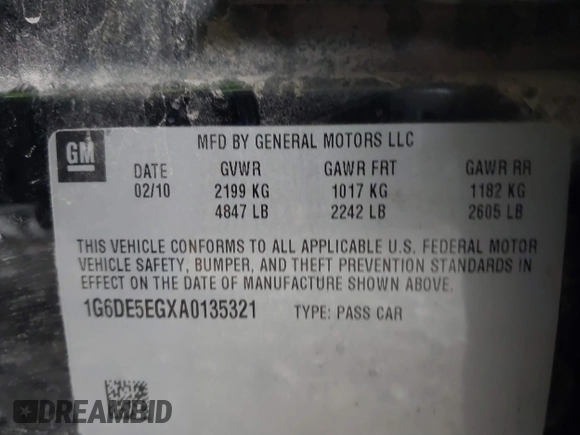 GM
MFD BY GENERAL MOTORS LLC
DATE GVWR GAWR FRT GAWR RR
02/10 2199 KG 1017 KG 1182 KG
4847 LB 2242 LB 2605 LB
THIS VEHICLE CONFORMS TO ALL APPLICABLE U.S. FEDERAL MOTOR
VEHICLE SAFETY, BUMPER, AND THEFT PREVENTION STANDARDS IN
EFFECT ON THE DATE OF MANUFACTURE SHOWN ABOVE.
1G6DE5EGXA0135321 TYPE: PASS CAR
DREAMBID